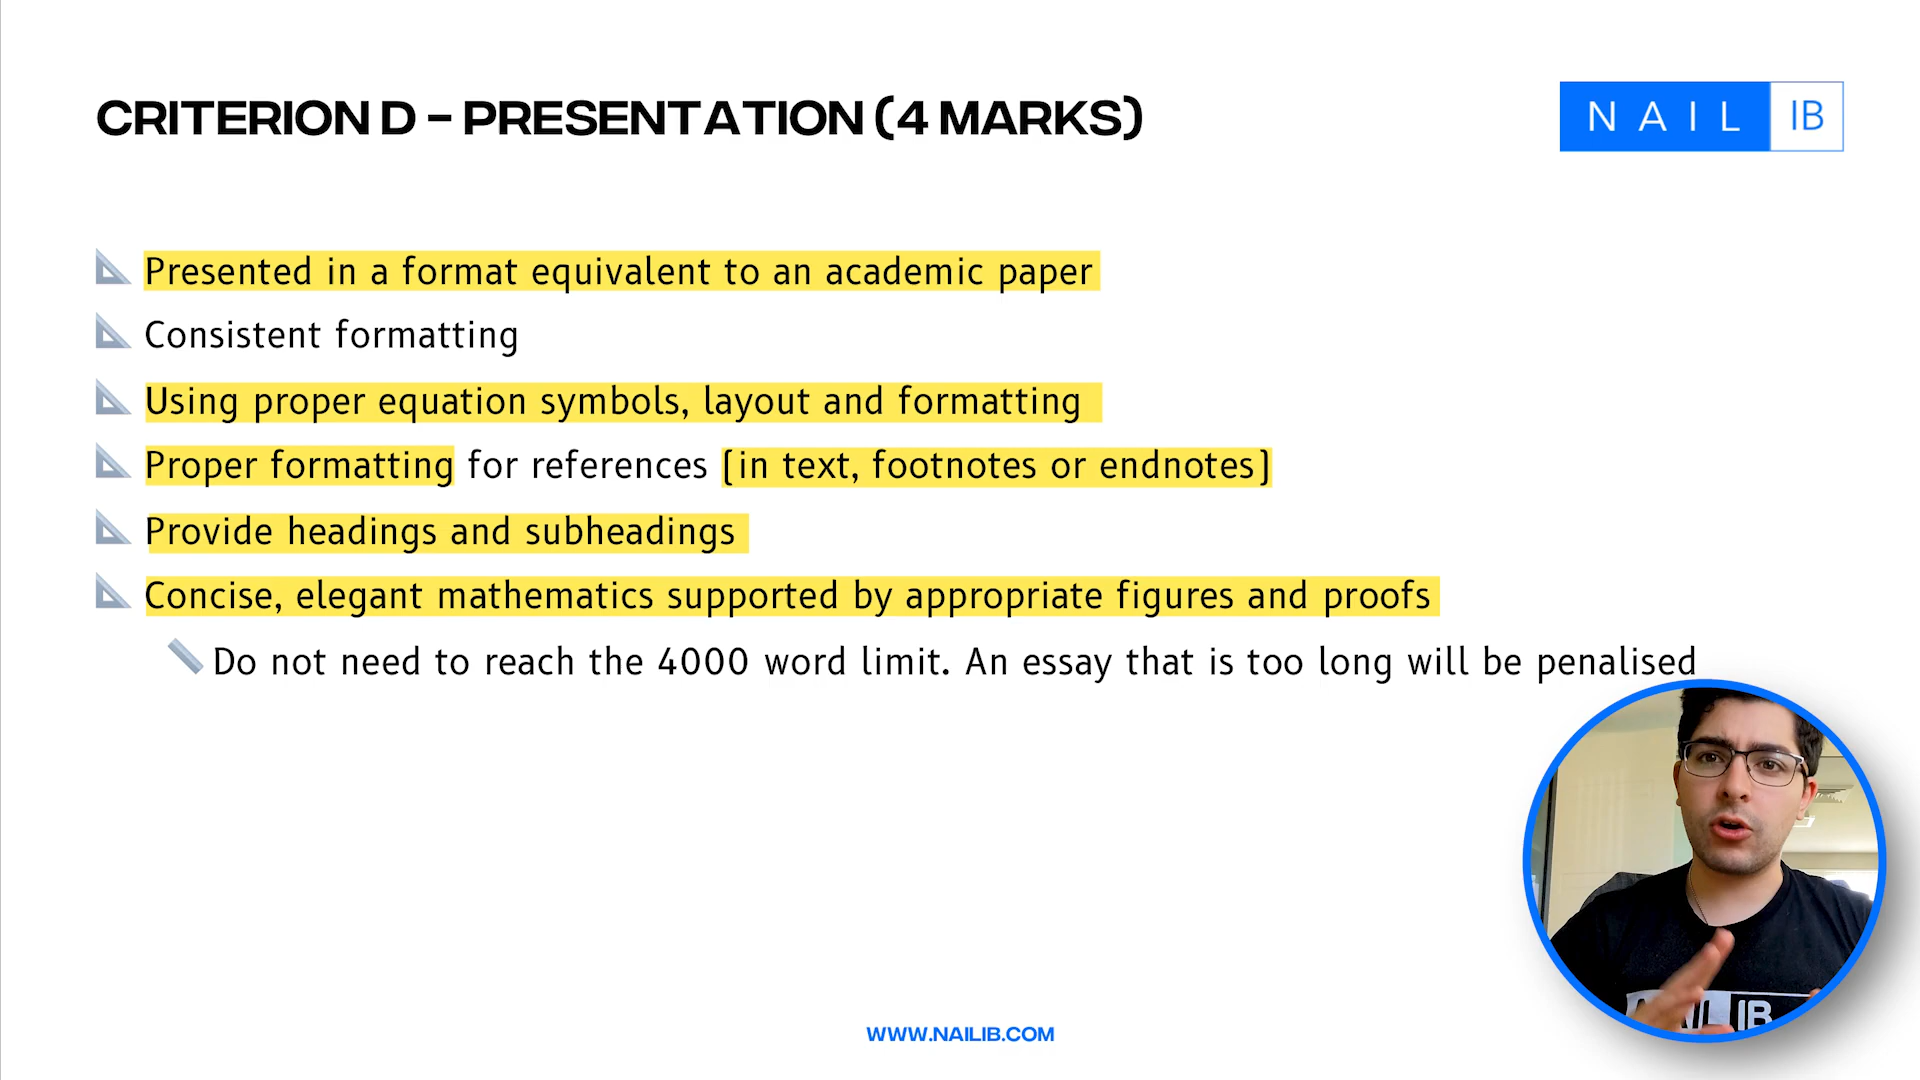 CRITERION D – PRESENTATION (4 MARKS)
NAIL IB
Presented in a format equivalent to an academic paper
Consistent formatting
Using proper equation symbols, layout and formatting
Proper formatting for references (in text, footnotes or endnotes)
Provide headings and subheadings
Concise, elegant mathematics supported by appropriate figures and proofs
Do not need to reach the 4000 word limit. An essay that is too long will be penalised
IB
WWW.NAILIB.COM